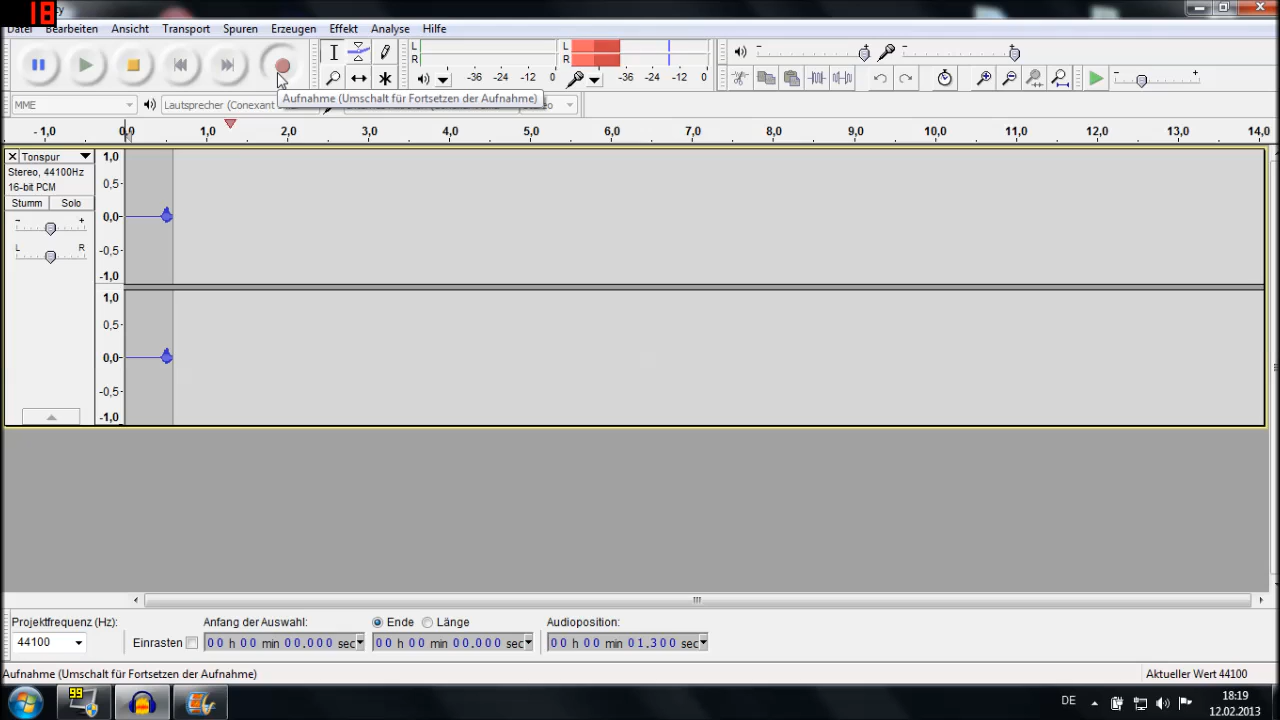 18
Datei Bearbeiten Ansicht Transport Spuren Erzeugen Effekt Analyse Hilfe
L
R
-36 -24 -12 0
L
R
-36 -24 -12
MME
Lautsprecher (Conexant
Aufnahme (Umschalt für Fortsetzen der Aufnahme)
- 1,0 0,0 1,0 2,0 3,0 4,0 5,0 6,0 7,0 8,0 9,0 10,0 11,0 12,0 13,0 14,0
Tonspur
Stereo, 44100Hz
16-bit PCM
Stumm Solo
- +
L R
1,0
0,5-
0,0-
-0,5-
-1,0
1,0
0,5-
0,0-
-0,5-
-1,0
Projektfrequenz (Hz):
44100
Einrasten
Anfang der Auswahl:
00 h 00 min 00.000 sec
Ende Länge
00 h 00 min 00.000 sec
Audioposition:
00 h 00 min 01.300 sec
Aufnahme (Umschalt für Fortsetzen der Aufnahme)
Aktueller Wert 44100
99
DE
18:19
12.02.2013